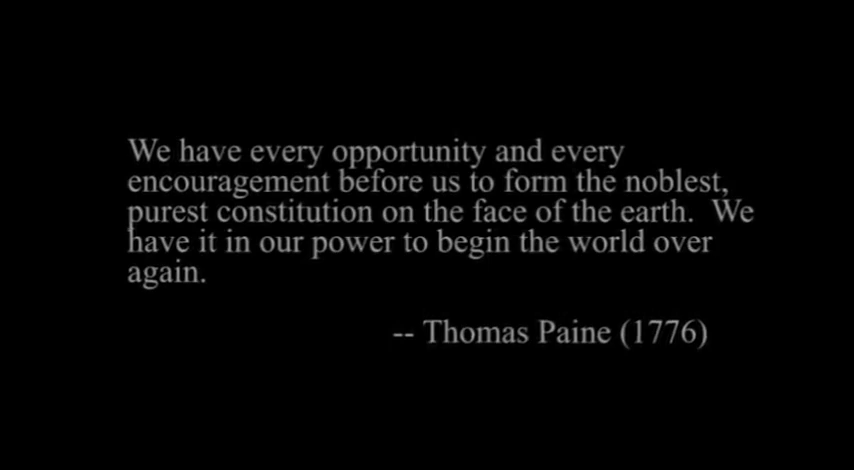 We have every opportunity and every
encouragement before us to form the noblest,
purest constitution on the face of the earth.  We
have it in our power to begin the world over
again.
-- Thomas Paine (1776)